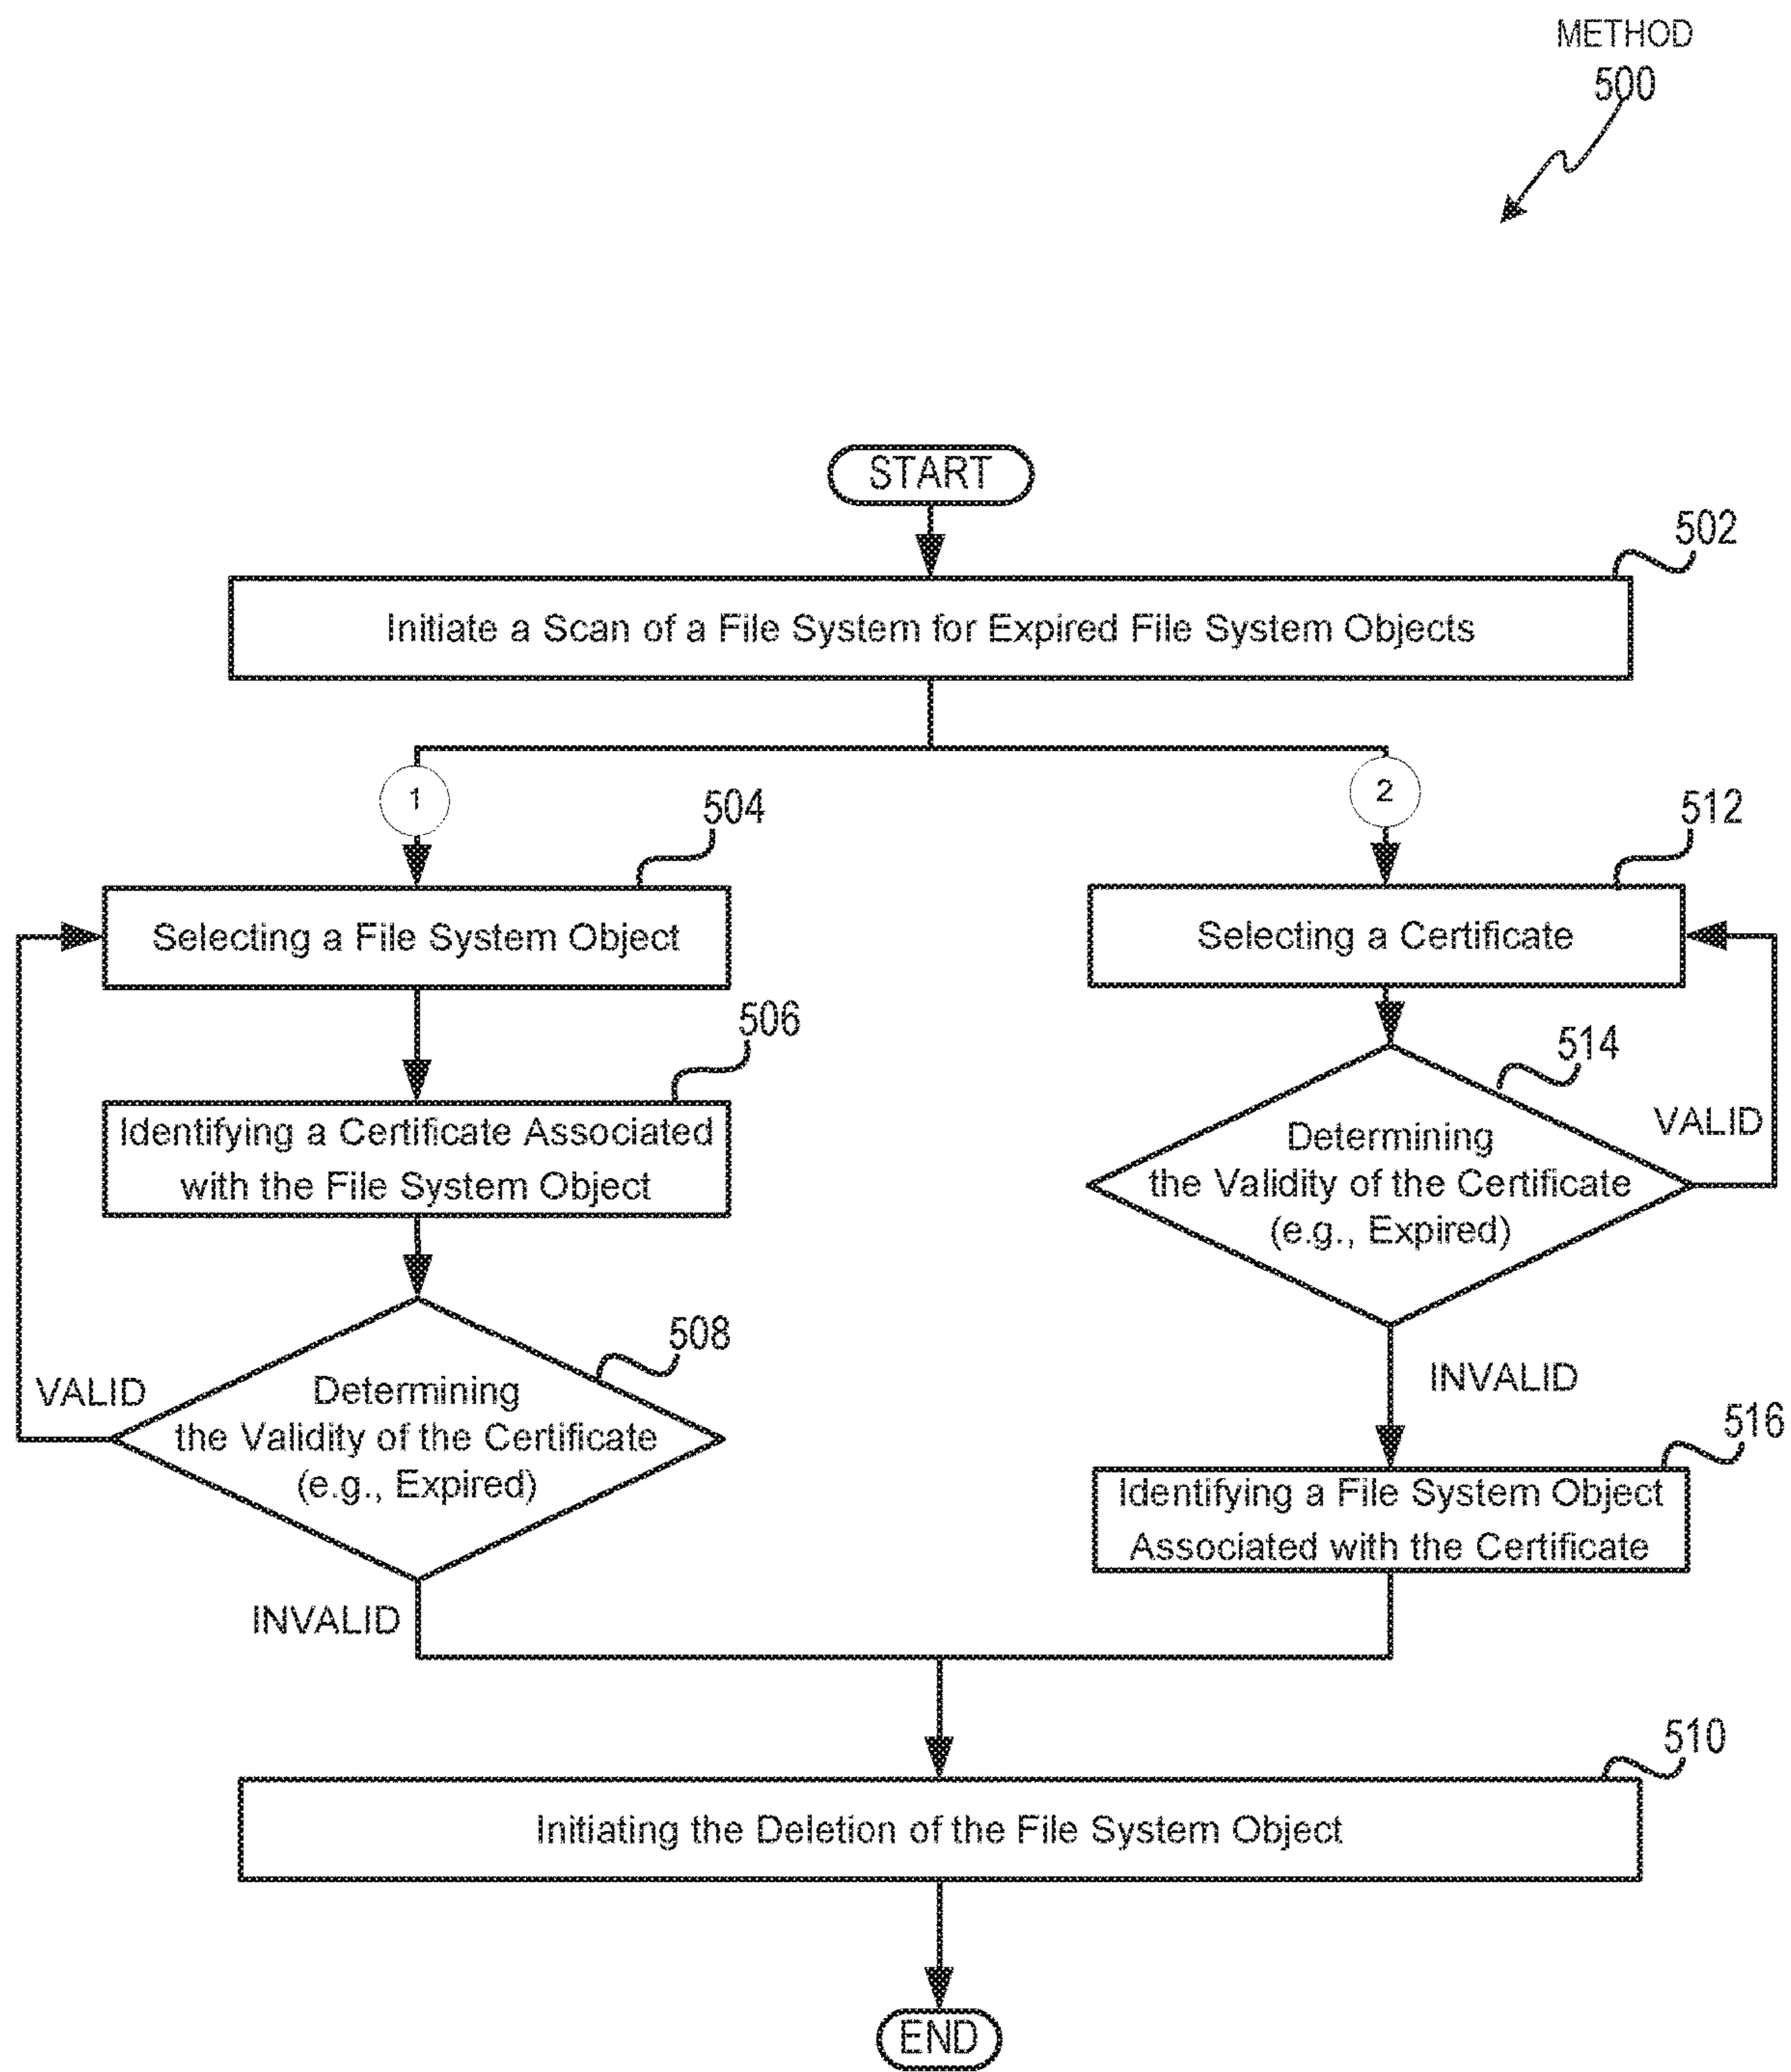 METHOD
500
START
502
Initiate a Scan of a File System for Expired File System Objects
1
2
504
512
Selecting a File System Object
Selecting a Certificate
506
514
Identifying a Certificate Associated
with the File System Object
Determining
the Validity of the Certificate
(e.g., Expired)
VALID
508
INVALID
VALID
Determining
the Validity of the Certificate
(e.g., Expired)
516
Identifying a File System Object
Associated with the Certificate
INVALID
510
Initiating the Deletion of the File System Object
END